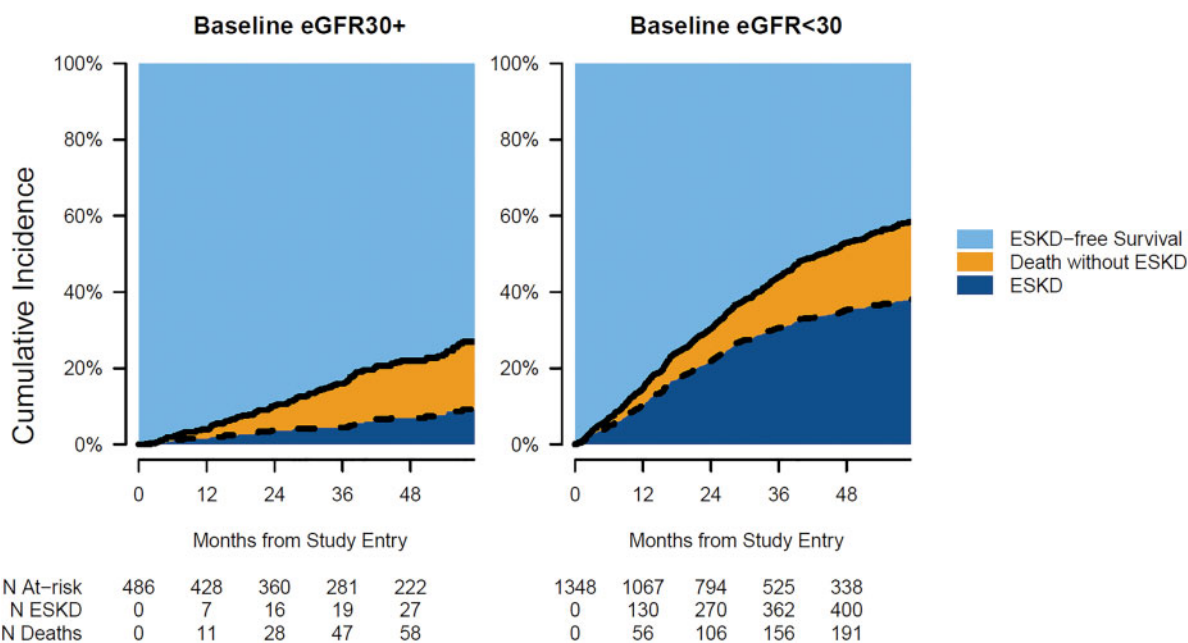 Baseline eGFR30+ Baseline eGFR<30
Cumulative Incidence
100% 100%
80% 80%
60% 60%
40% 40%
20% 20%
0% 0%
ESKD-free Survival
Death without ESKD
ESKD
0 12 24 36 48 0 12 24 36 48
Months from Study Entry Months from Study Entry
N At-risk 486 428 360 281 222 1348 1067 794 525 338
N ESKD 0 7 16 19 27 0 130 270 362 400
N Deaths 0 11 28 47 58 0 56 106 156 191